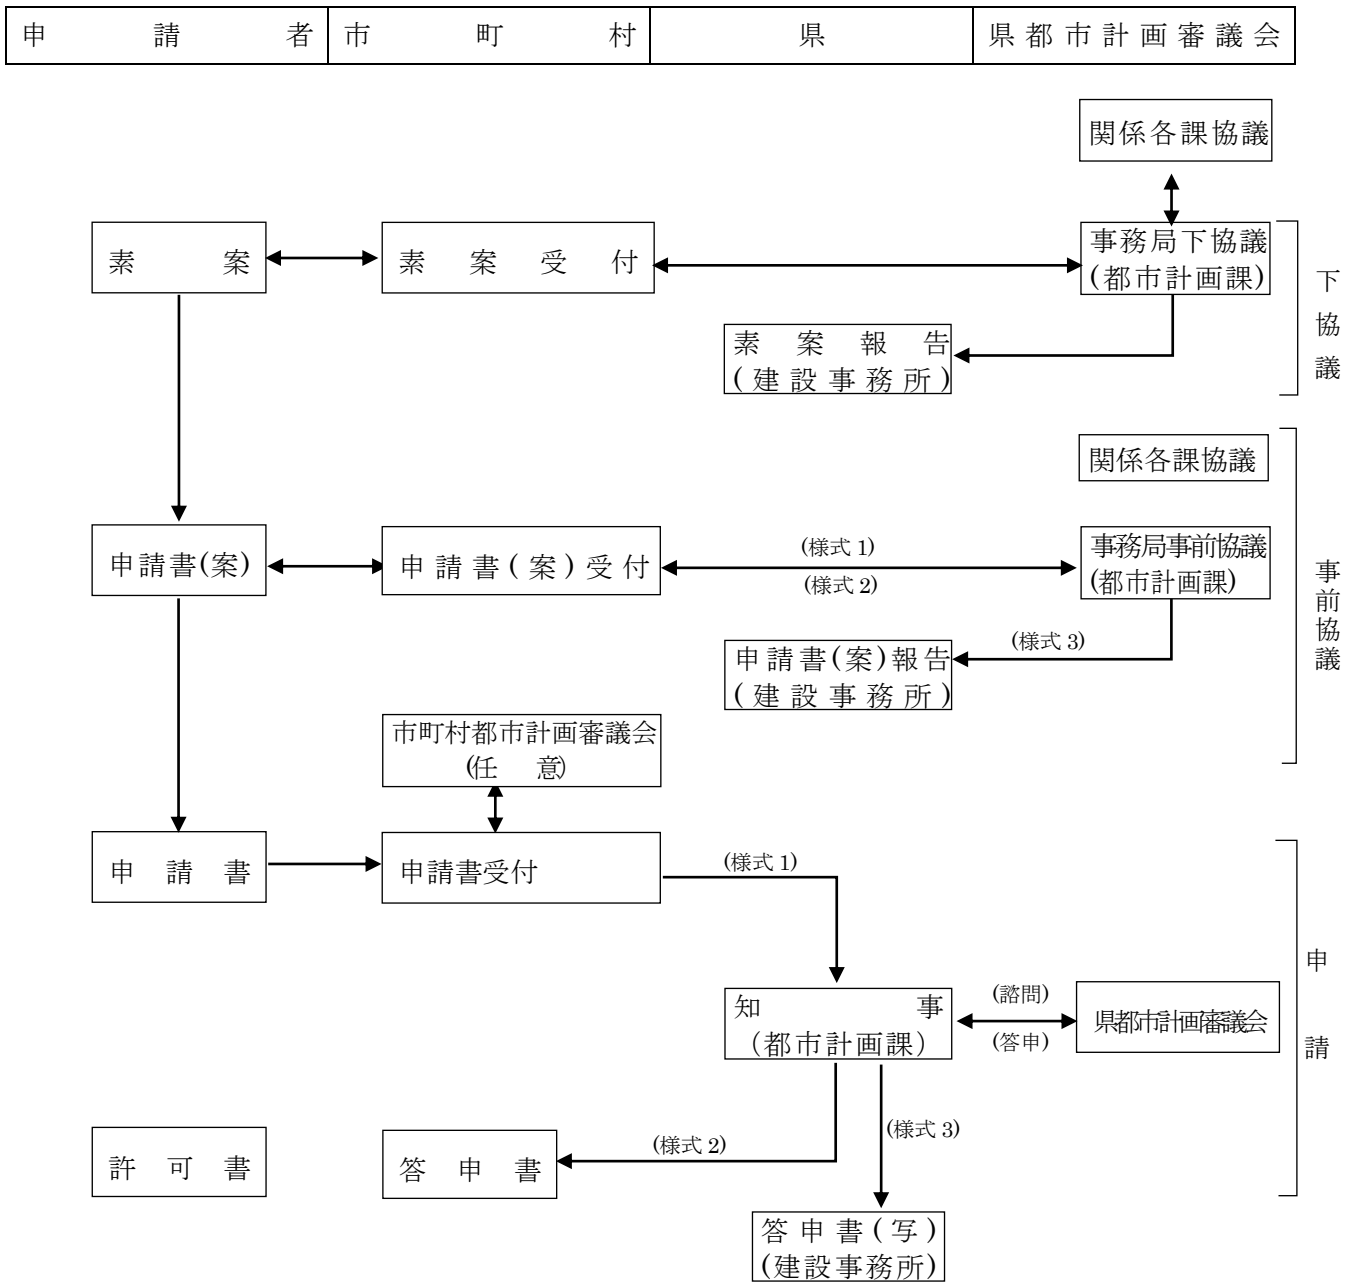 申請者 市町村 県 県都市計画審議会
関係各課協議
素案
素案受付
事務局下協議
(都市計画課)
下協議
素案報告
(建設事務所)
関係各課協議
申請書(案)
申請書(案)受付
(様式1)
(様式2)
事務局事前協議
(都市計画課)
事前協議
申請書(案)報告
(建設事務所)
(様式3)
市町村都市計画審議会
(任意)
申請書
申請書受付
(様式1)
知事
(都市計画課)
(諮問)
(答申)
県都市計画審議会
申請
許可書
答申書
(様式2)
(様式3)
答申書(写)
(建設事務所)